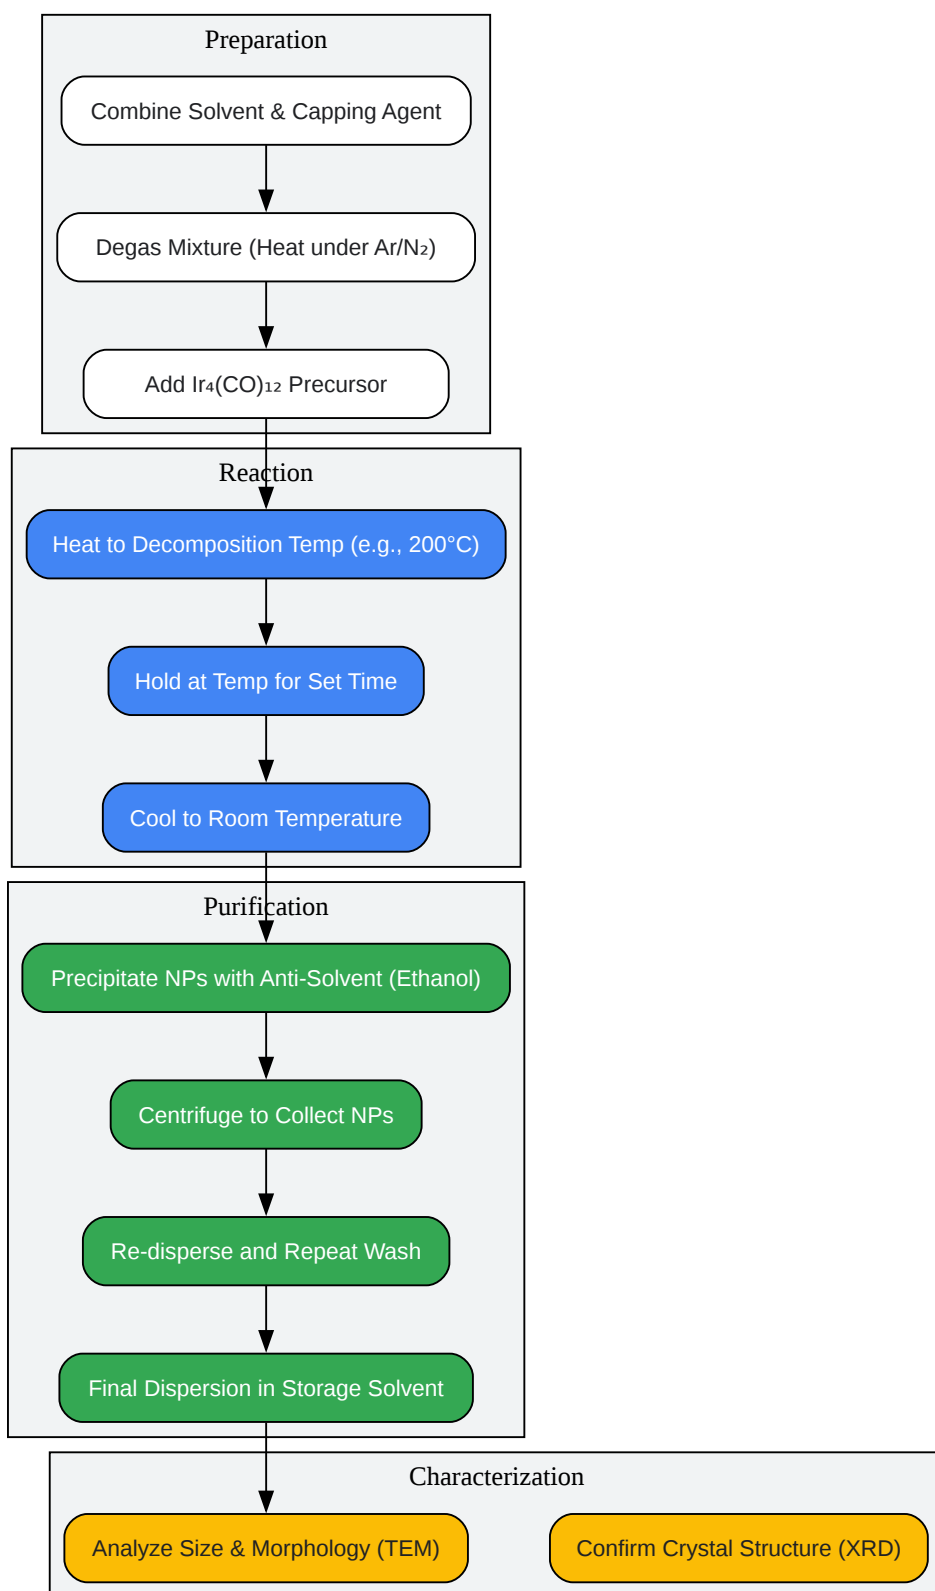 Preparation
Combine Solvent & Capping Agent
Degas Mixture (Heat under Ar/N₂)
Add Ir₄(CO)₁₂ Precursor
Reaction
Heat to Decomposition Temp (e.g., 200°C)
Hold at Temp for Set Time
Cool to Room Temperature
Purification
Precipitate NPs with Anti-Solvent (Ethanol)
Centrifuge to Collect NPs
Re-disperse and Repeat Wash
Final Dispersion in Storage Solvent
Characterization
Analyze Size & Morphology (TEM)
Confirm Crystal Structure (XRD)